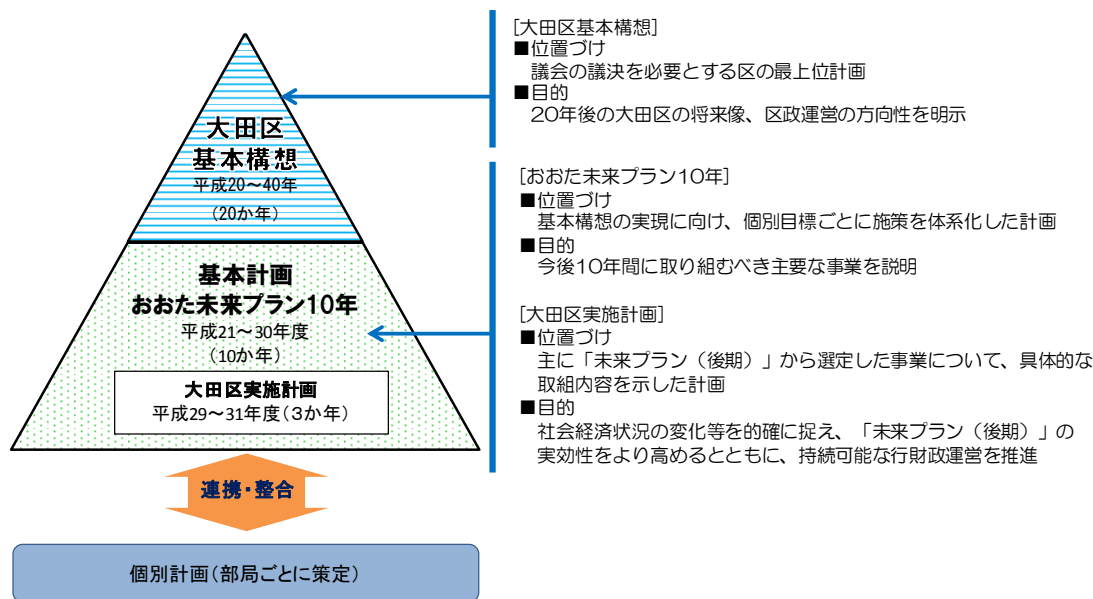 大田区
基本構想
平成20～40年
(20か年)
基本計画
おおた未来プラン10年
平成21～30年度
(10か年)
大田区実施計画
平成29～31年度(３か年)
連携・整合
個別計画(部局ごとに策定)
[大田区基本構想]
■位置づけ
議会の議決を必要とする区の最上位計画
■目的
20年後の大田区の将来像、区政運営の方向性を明示
[おおた未来プラン10年]
■位置づけ
基本構想の実現に向け、個別目標ごとに施策を体系化した計画
■目的
今後10年間に取り組むべき主要な事業を説明
[大田区実施計画]
■位置づけ
主に「未来プラン（後期）」から選定した事業について、具体的な
取組内容を示した計画
■目的
社会経済状況の変化等を的確に捉え、「未来プラン（後期）」の
実効性をより高めるとともに、持続可能な行財政運営を推進